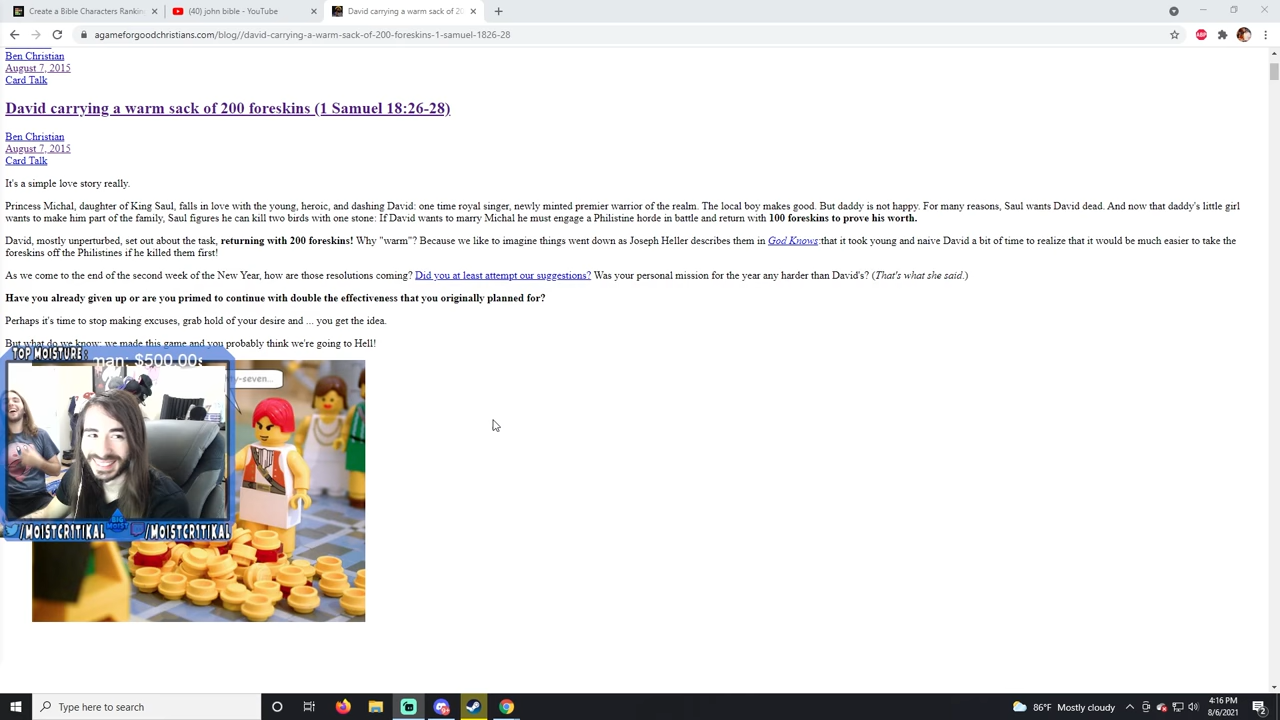 Create a Bible Characters Rankin
(40) john bible - YouTube
David carrying a warm sack of 20
agameforgoodchristians.com/blog//david-carrying-a-warm-sack-of-200-foreskins-1-samuel-1826-28
ABP
Ben Christian
August 7, 2015
Card Talk
David carrying a warm sack of 200 foreskins (1 Samuel 18:26-28)
Ben Christian
August 7, 2015
Card Talk
It's a simple love story really.
Princess Michal, daughter of King Saul, falls in love with the young, heroic, and dashing David: one time royal singer, newly minted premier warrior of the realm. The local boy makes good. But daddy is not happy. For many reasons, Saul wants David dead. And now that daddy's little girl
wants to make him part of the family, Saul figures he can kill two birds with one stone: If David wants to marry Michal he must engage a Philistine horde in battle and return with 100 foreskins to prove his worth.
David, mostly unperturbed, set out about the task, returning with 200 foreskins! Why "warm"? Because we like to imagine things went down as Joseph Heller describes them in God Knows:that it took young and naive David a bit of time to realize that it would be much easier to take the
foreskins off the Philistines if he killed them first!
As we come to the end of the second week of the New Year, how are those resolutions coming? Did you at least attempt our suggestions? Was your personal mission for the year any harder than David's? (That's what she said.)
Have you already given up or are you primed to continue with double the effectiveness that you originally planned for?
Perhaps it's time to stop making excuses, grab hold of your desire and ... you get the idea.
But what do we know: we made this game and you probably think we're going to Hell!
TOP MOISTURE: man: $500.00
y-seven...
BIG MOIST
/MOISTCR1TIKAL /MOISTCR1TIKAL
Type here to search
86°F Mostly cloudy
4:16 PM
8/6/2021
2